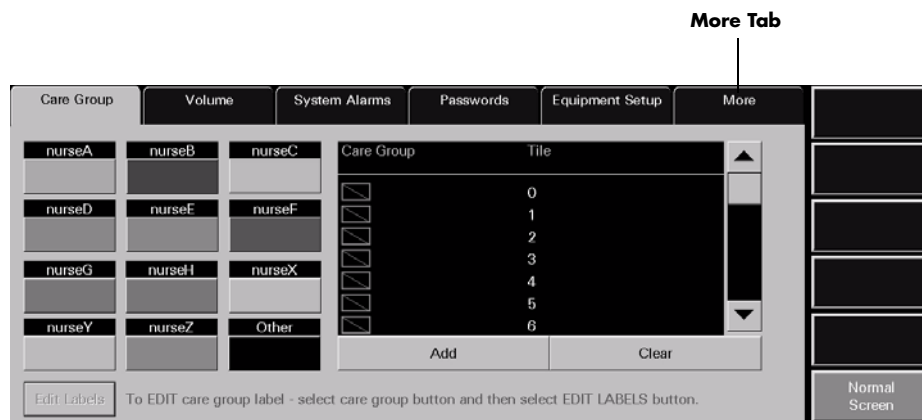 More Tab
Care Group Volume System Alarms Passwords Equipment Setup More
nurseA nurseB nurseC
nurseD nurseE nurseF
nurseG nurseH nurseX
nurseY nurseZ Other
Care Group Tile
0
1
2
3
4
5
6
Add Clear
Edit Labels To EDIT care group label - select care group button and then select EDIT LABELS button.
Normal
Screen